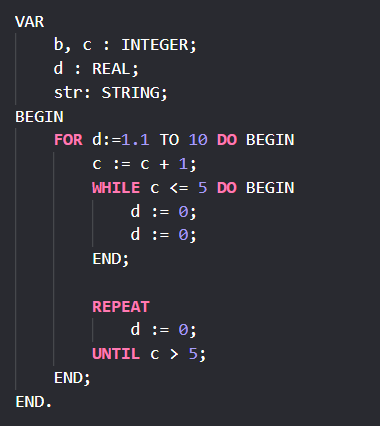 VAR
b, c : INTEGER;
d : REAL;
str: STRING;
BEGIN
FOR d:=1.1 TO 10 DO BEGIN
c := c + 1;
WHILE c <= 5 DO BEGIN
d := 0;
d := 0;
END;
REPEAT
d := 0;
UNTIL c > 5;
END;
END.